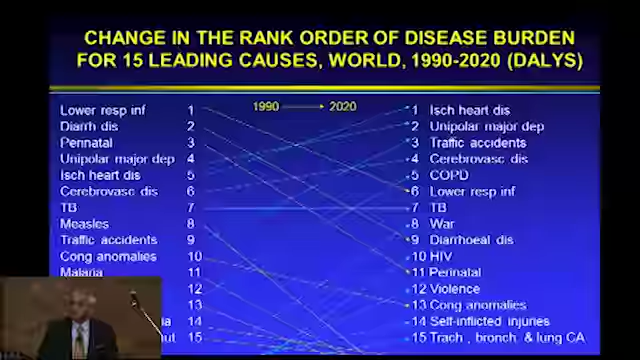 CHANGE IN THE RANK ORDER OF DISEASE BURDEN
FOR 15 LEADING CAUSES, WORLD, 1990-2020 (DALYS)
1990 2020
Lower resp inf 1
Diarrh dis 2
Perinatal 3
Unipolar major dep 4
Isch heart dis 5
Cerebrovasc dis 6
TB 7
Measles 8
Traffic accidents 9
Cong anomalies 10
Malaria 11
12
13
14
15
1 Isch heart dis
2 Unipolar major dep
3 Traffic accidents
4 Cerebrovasc dis
5 COPD
6 Lower resp inf
7 TB
8 War
9 Diarrhoeal dis
10 HIV
11 Perinatal
12 Violence
13 Cong anomalies
14 Self-inflicted injuries
15 Trach , bronch, & lung CA